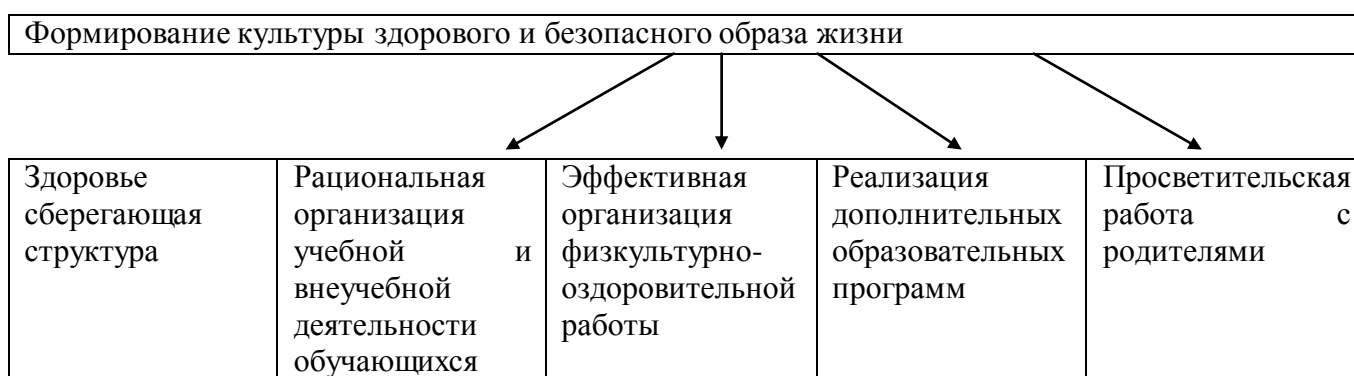 Формирование культуры здорового и безопасного образа жизни
Здоровье
сберегающая
структура
Рациональная
организация
учебной и
внеучебной
деятельности
обучающихся
Эффективная
организация
физкультурно-
оздоровительной
работы
Реализация
дополнительных
образовательных
программ
Просветительская
работа с
родителями